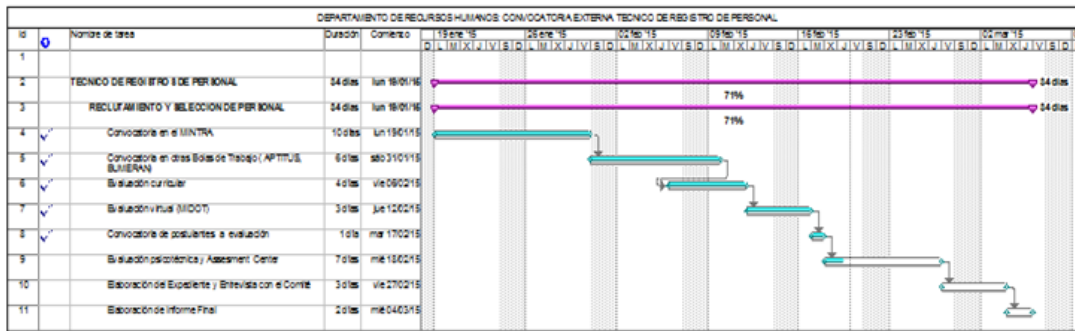 DEPARTAMENTO DE RECURSOS HUMANOS: CONVOCATORIA EXTERNA TECNICO DE REGISTRO DE PERSONAL
Id Nombre de tarea Duración Comienzo 19 ene '15 26 ene '15 02 feb '15 09 feb '15 16 feb '15 23 feb '15 02 mar '15
D L M X J V S D L M X J V S D L M X J V S D L M X J V S D L M X J V S D L M X J V S D L M X J V S D
1
2 TECNICO DE REGISTROS DE PERSONAL 34 días lun 19/01/15 34 días
71%
3 RECLUTAMIENTO Y SELECCION DE PERSONAL 34 días lun 19/01/15 34 días
71%
4 Convocatoria en el MINTRA 10 días lun 19/01/15
5 Convocatoria en otras Bolsas de Trabajo ( APTITUS, 6 días sáb 31/01/15
BUMERAN)
6 Evaluación curricular 4 días vie 06/02/15
7 Evaluación virtual (MIDOT) 3 días jue 12/02/15
8 Convocatoria de postulantes a evaluación 1 día mar 17/02/15
9 Evaluación psicotécnica y Assesment Center 7 días mié 18/02/15
10 Elaboración del Expediente y Entrevista con el Comité 3 días vie 27/02/15
11 Elaboración de Informe Final 2 días mié 04/03/15